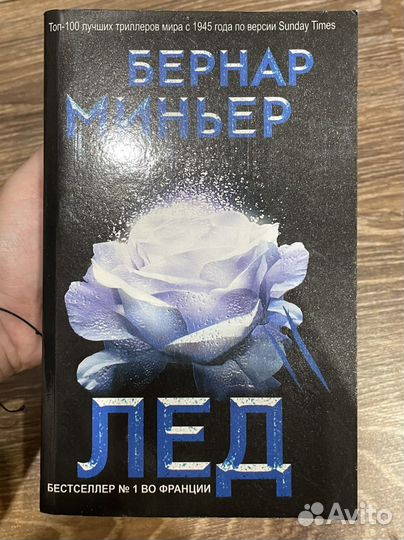 Топ-100 лучших триллеров мира с 1945 года по версии Sunday Times
БЕРНАР
МИНЬЕР
ЛЕД
БЕСТСЕЛЛЕР № 1 ВО ФРАНЦИИ
Avito